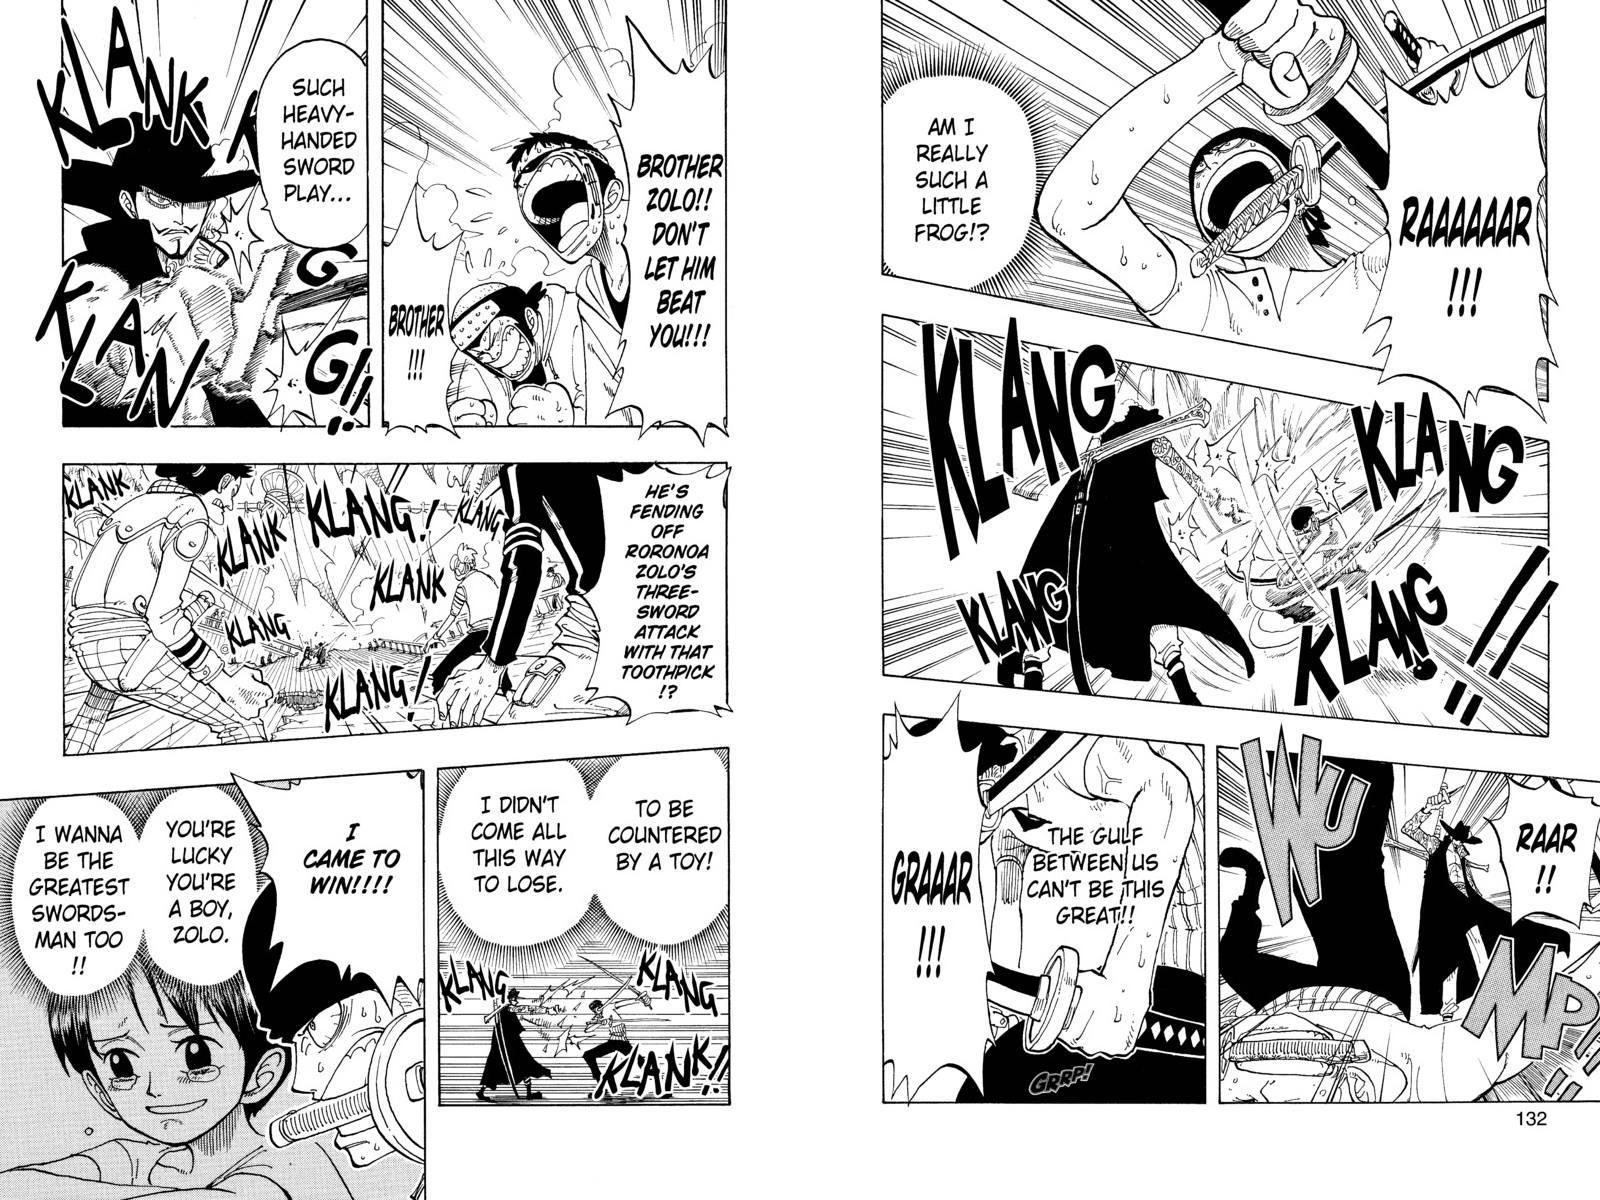 RAAAAAAR
!!!
AM I
REALLY
SUCH A
LITTLE
FROG!?
KLANG
KLANG
KLANG
KLANG!!
RAAR
!!
WUMP!!
THE GULF
BETWEEN US
CAN'T BE THIS
GREAT!!
GRAAAR
!!!
GRRP!
132
BROTHER
ZOLO!!
DON'T
LET HIM
BEAT
YOU!!!
BROTHER
!!!
SUCH
HEAVY-
HANDED
SWORD
PLAY...
KLANK
KLANG!!
HE'S
FENDING
OFF
RORONOA
ZOLO'S
THREE-
SWORD
ATTACK
WITH THAT
TOOTHPICK
!?
KLANG
KLANG!
KLANK
KLANK
KLANK
KLANG
KLANG!
TO BE
COUNTERED
BY A TOY!
I DIDN'T
COME ALL
THIS WAY
TO LOSE.
KLANG
KLANG
KLANK!!
I
CAME TO
WIN!!!!
YOU'RE
LUCKY
YOU'RE
A BOY,
ZOLO.
I WANNA
BE THE
GREATEST
SWORDS-
MAN TOO
!!